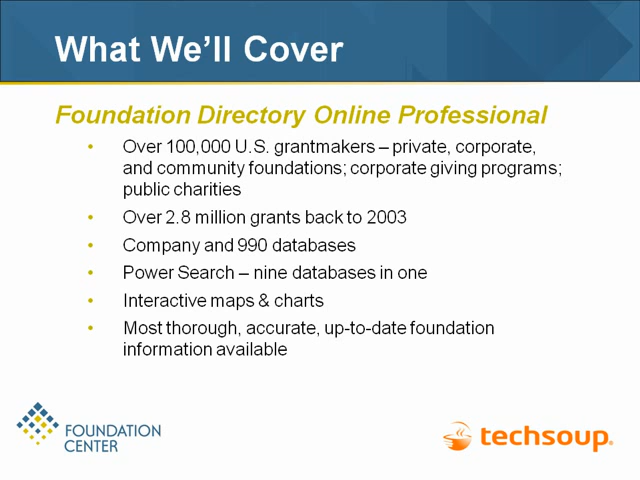 What We'll Cover
Foundation Directory Online Professional
• Over 100,000 U.S. grantmakers – private, corporate,
and community foundations; corporate giving programs;
public charities
• Over 2.8 million grants back to 2003
• Company and 990 databases
• Power Search – nine databases in one
• Interactive maps & charts
• Most thorough, accurate, up-to-date foundation
information available
FOUNDATION
CENTER
techsoup®